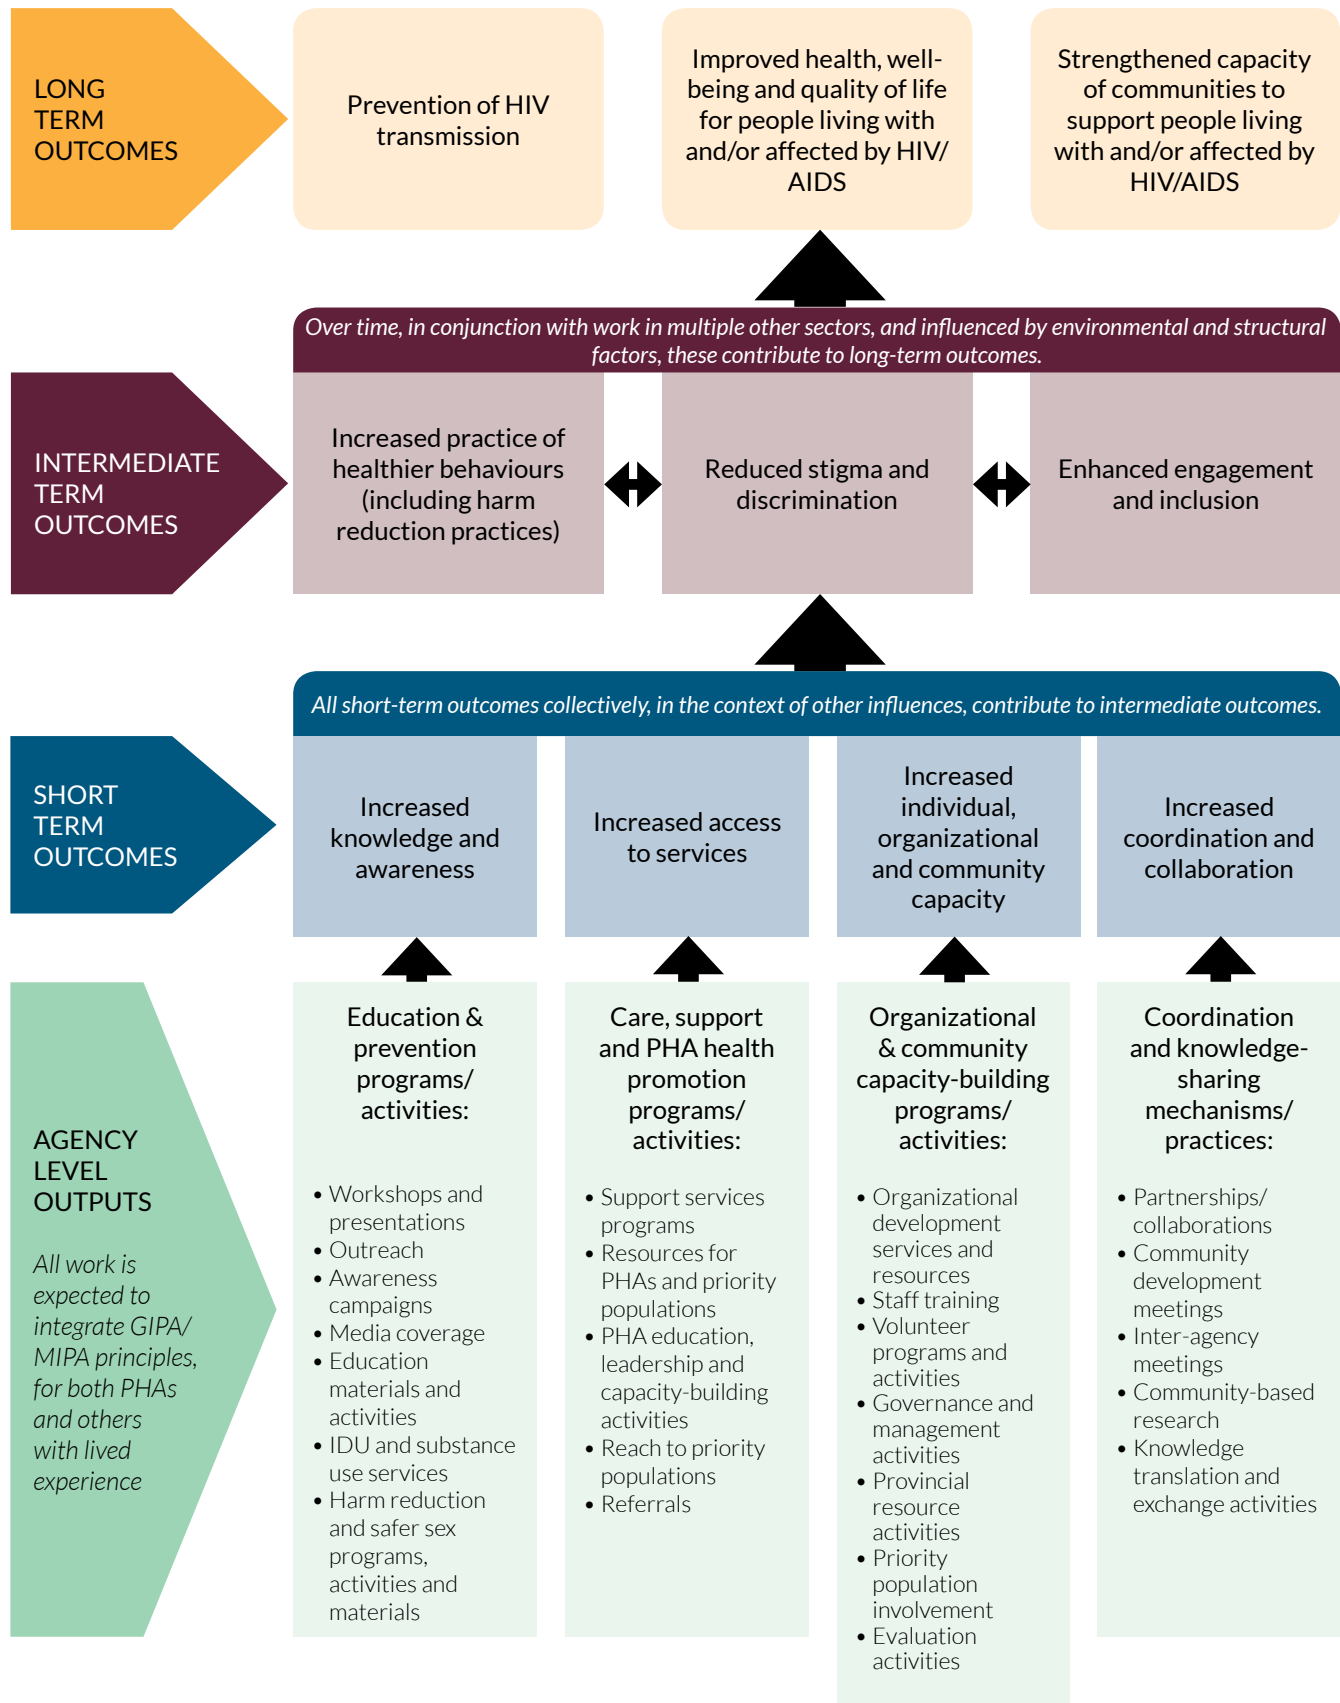 LONG
TERM
OUTCOMES
Prevention of HIV
transmission
Improved health, well-
being and quality of life
for people living with
and/or affected by HIV/
AIDS
Strengthened capacity
of communities to
support people living
with and/or affected by
HIV/AIDS
Over time, in conjunction with work in multiple other sectors, and influenced by environmental and structural
factors, these contribute to long-term outcomes.
INTERMEDIATE
TERM
OUTCOMES
Increased practice of
healthier behaviours
(including harm
reduction practices)
Reduced stigma and
discrimination
Enhanced engagement
and inclusion
All short-term outcomes collectively, in the context of other influences, contribute to intermediate outcomes.
SHORT
TERM
OUTCOMES
Increased
knowledge and
awareness
Increased access
to services
Increased
individual,
organizational
and community
capacity
Increased
coordination and
collaboration
AGENCY
LEVEL
OUTPUTS
All work is
expected to
integrate GIPA/
MIPA principles,
for both PHAs
and others
with lived
experience
Education &
prevention
programs/
activities:
• Workshops and
presentations
• Outreach
• Awareness
campaigns
• Media coverage
• Education
materials and
activities
• IDU and substance
use services
• Harm reduction
and safer sex
programs,
activities and
materials
Care, support
and PHA health
promotion
programs/
activities:
• Support services
programs
• Resources for
PHAs and priority
populations
• PHA education,
leadership and
capacity-building
activities
• Reach to priority
populations
• Referrals
Organizational
& community
capacity-building
programs/
activities:
• Organizational
development
services and
resources
• Staff training
• Volunteer
programs and
activities
• Governance and
management
activities
• Provincial
resource
activities
• Priority
population
involvement
• Evaluation
activities
Coordination
and knowledge-
sharing
mechanisms/
practices:
• Partnerships/
collaborations
• Community
development
meetings
• Inter-agency
meetings
• Community-based
research
• Knowledge
translation and
exchange activities